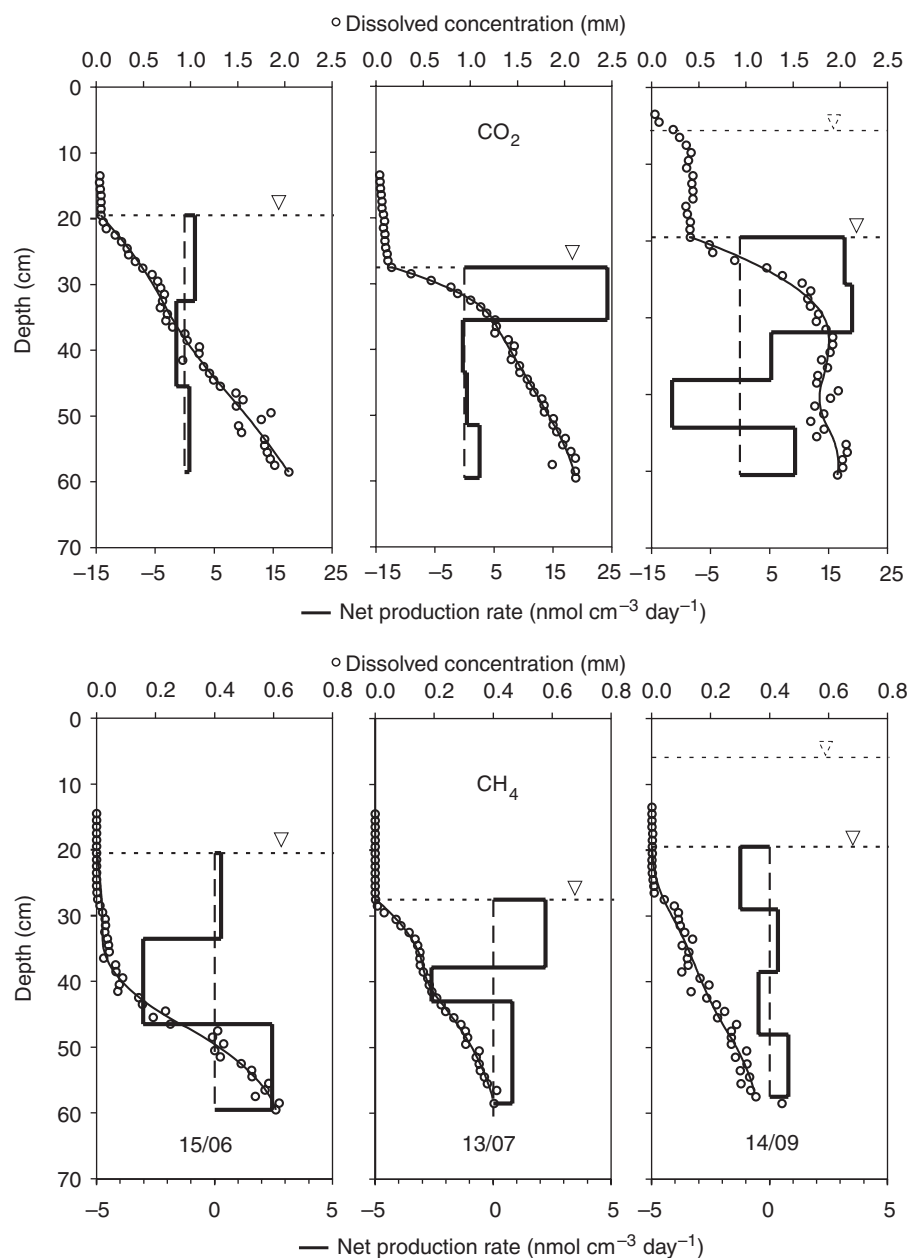 Dissolved concentration (mM)
0.0 0.5 1.0 1.5 2.0 2.5 0.0 0.5 1.0 1.5 2.0 2.5 0.0 0.5 1.0 1.5 2.0 2.5
0
10
20
30
40
50
60
70
Depth (cm)
CO2
−15 −5 5 15 25 −15 −5 5 15 25 −15 −5 5 15 25
Net production rate (nmol cm−3 day−1)
Dissolved concentration (mM)
0.0 0.2 0.4 0.6 0.8 0.0 0.2 0.4 0.6 0.8 0.0 0.2 0.4 0.6 0.8
0
10
20
30
40
50
60
70
Depth (cm)
CH4
15/06 13/07 14/09
−5 0 5 −5 0 5 −5 0 5
Net production rate (nmol cm−3 day−1)